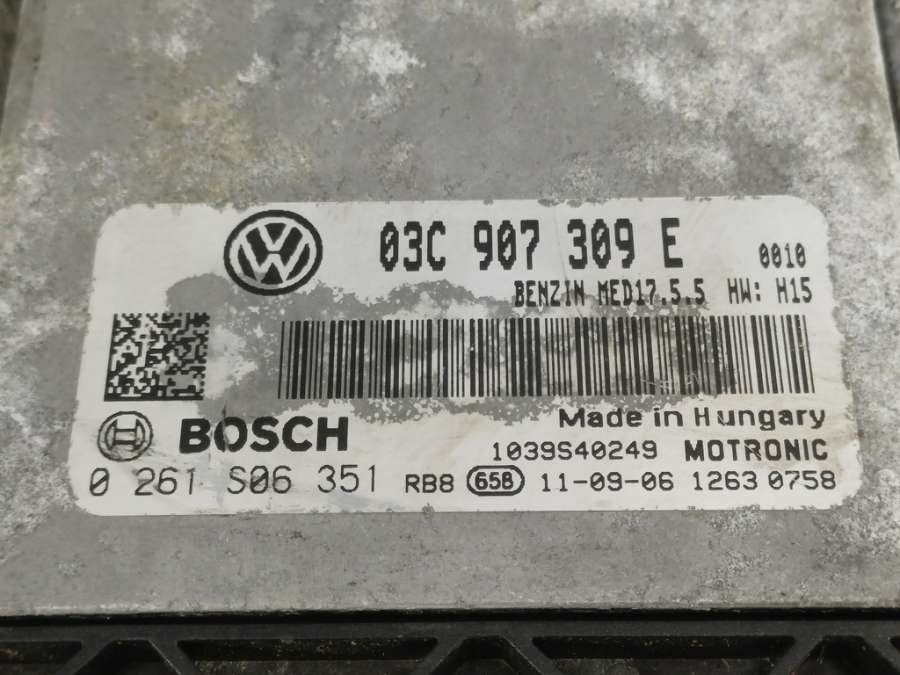 03C 907 309 E 0010
BENZIN MED17.5.5 HW: H15
BOSCH Made in Hungary
1039S40249 MOTRONIC
0 261 S06 351 RB8 65B 11-09-06 1263 0758